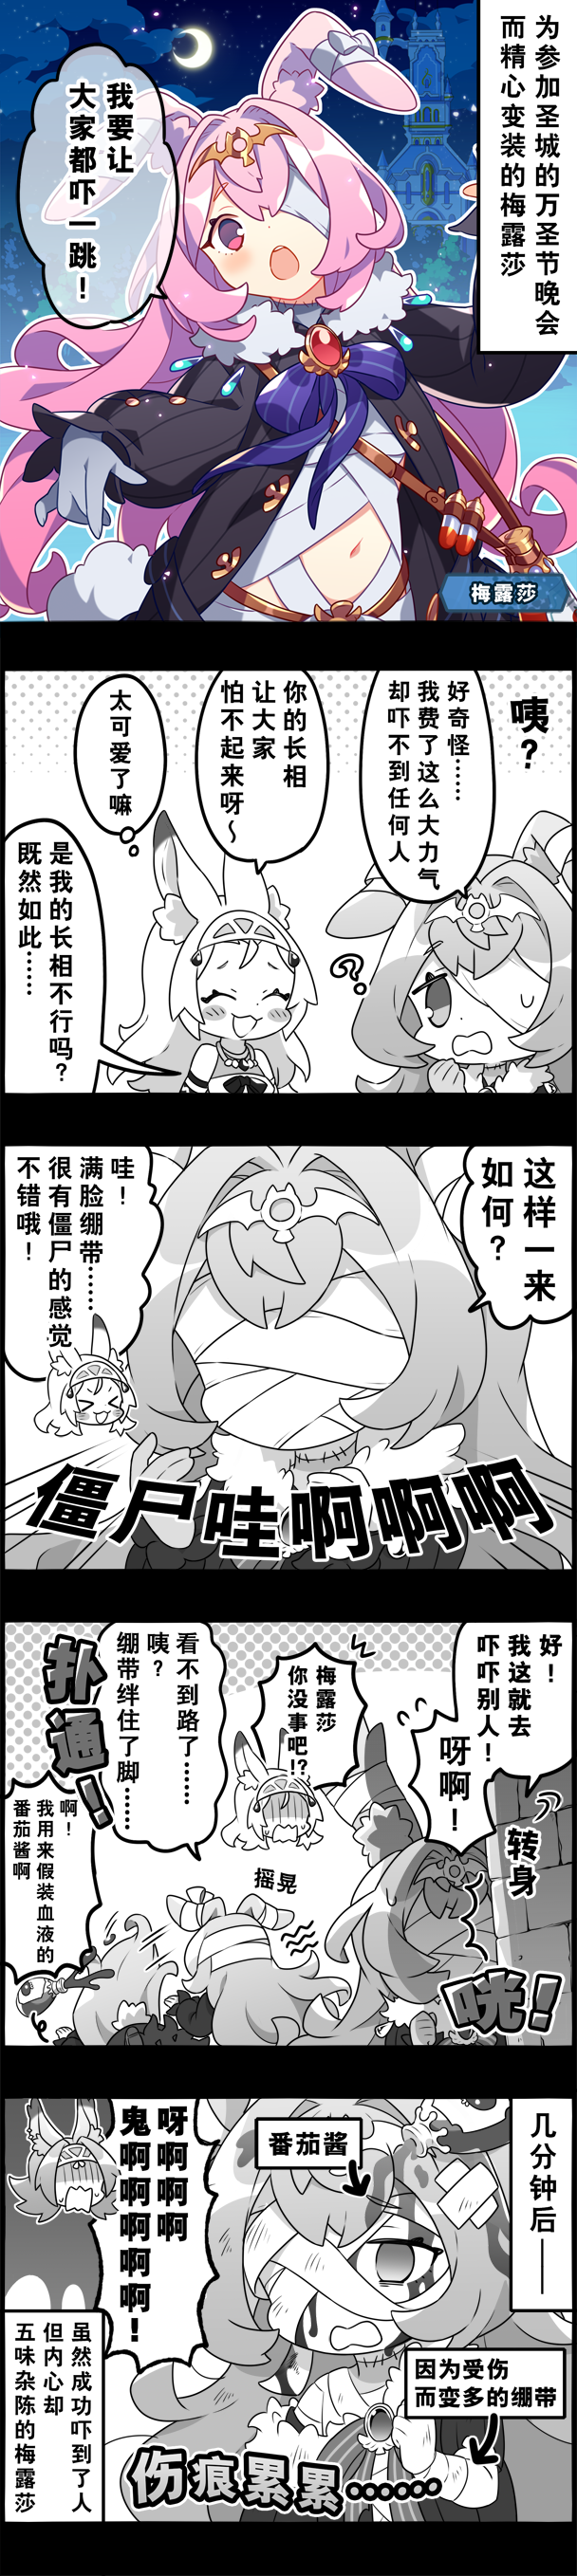 为参加圣城的万圣节晚会
而精心变装的梅露莎
我要让
大家都吓一跳！
梅露莎
咦？
好奇怪……
我费了这么大力气
却吓不到任何人
你的长相
让大家
怕不起来呀～
太可爱了嘛
是我的长相不行吗？
既然如此……
这样一来
如何？
哇！
满脸绷带……
很有僵尸的感觉
不错哦！
僵尸哇啊啊啊
好！
我这就去
吓吓别人！
转身
呀啊！
咣！
梅露莎
你没事吧！？
摇晃
看不到路了……
咦？
绷带绊住了脚……
扑通！
啊！
我用来假装血液的
番茄酱啊
几分钟后——
番茄酱
呀啊啊啊
鬼啊啊啊啊啊！
因为受伤
而变多的绷带
伤痕累累……
虽然成功吓到了人
但内心却
五味杂陈的梅露莎